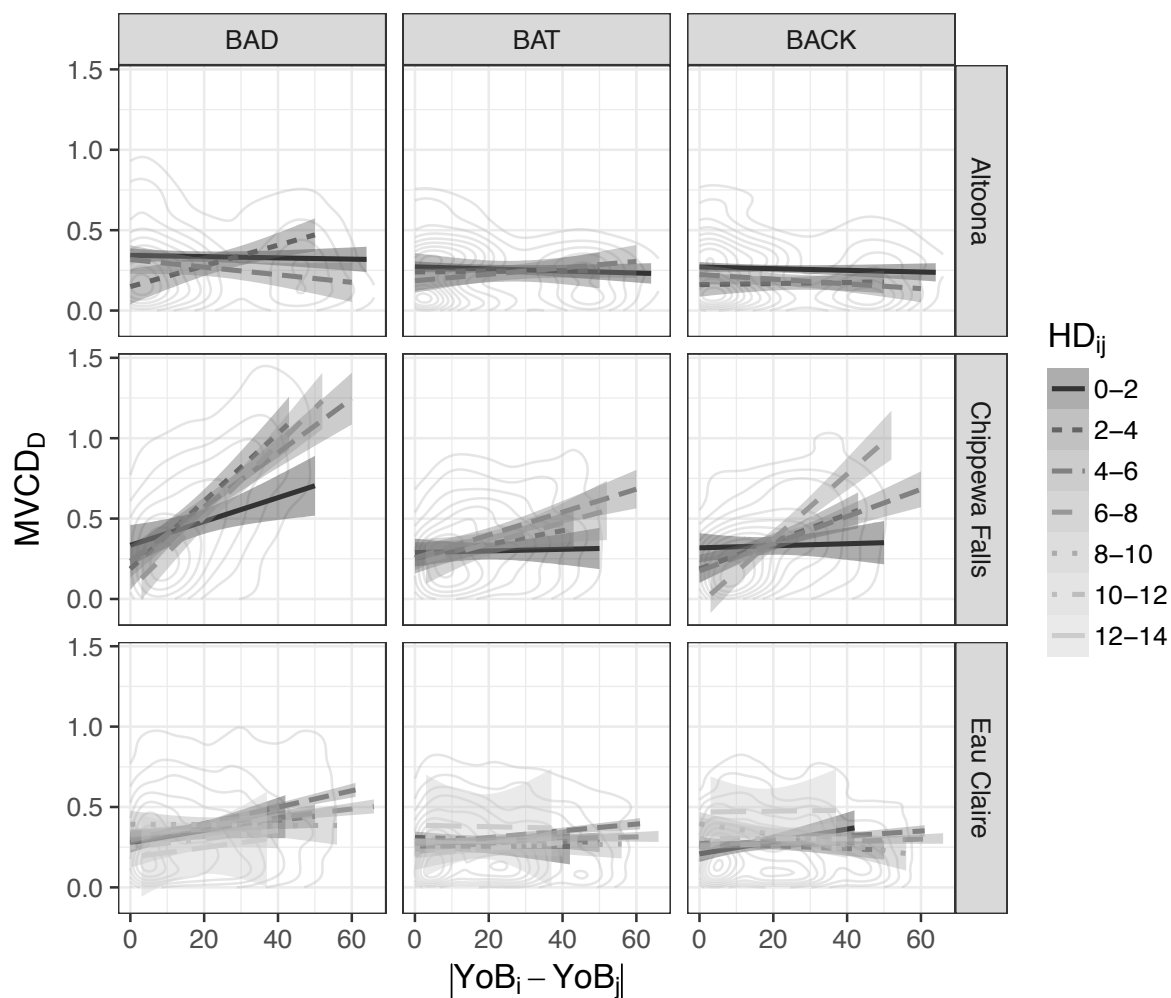 BAD BAT BACK
1.5
1.0
0.5
0.0
Altoona
1.5
1.0
0.5
0.0
Chippewa Falls
1.5
1.0
0.5
0.0
Eau Claire
MVCD_D
0 20 40 60 0 20 40 60 0 20 40 60
|YoB_i − YoB_j|
HD_ij
0−2
2−4
4−6
6−8
8−10
10−12
12−14